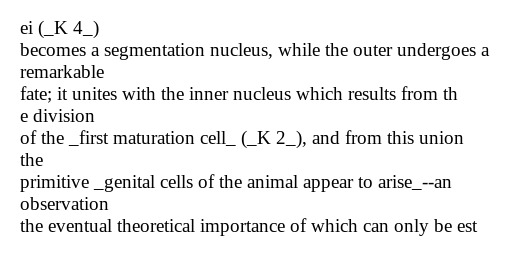 ei (_K 4_)
becomes a segmentation nucleus, while the outer undergoes a
remarkable
fate; it unites with the inner nucleus which results from th
e division
of the _first maturation cell_ (_K 2_), and from this union
the
primitive _genital cells of the animal appear to arise_--an
observation
the eventual theoretical importance of which can only be est